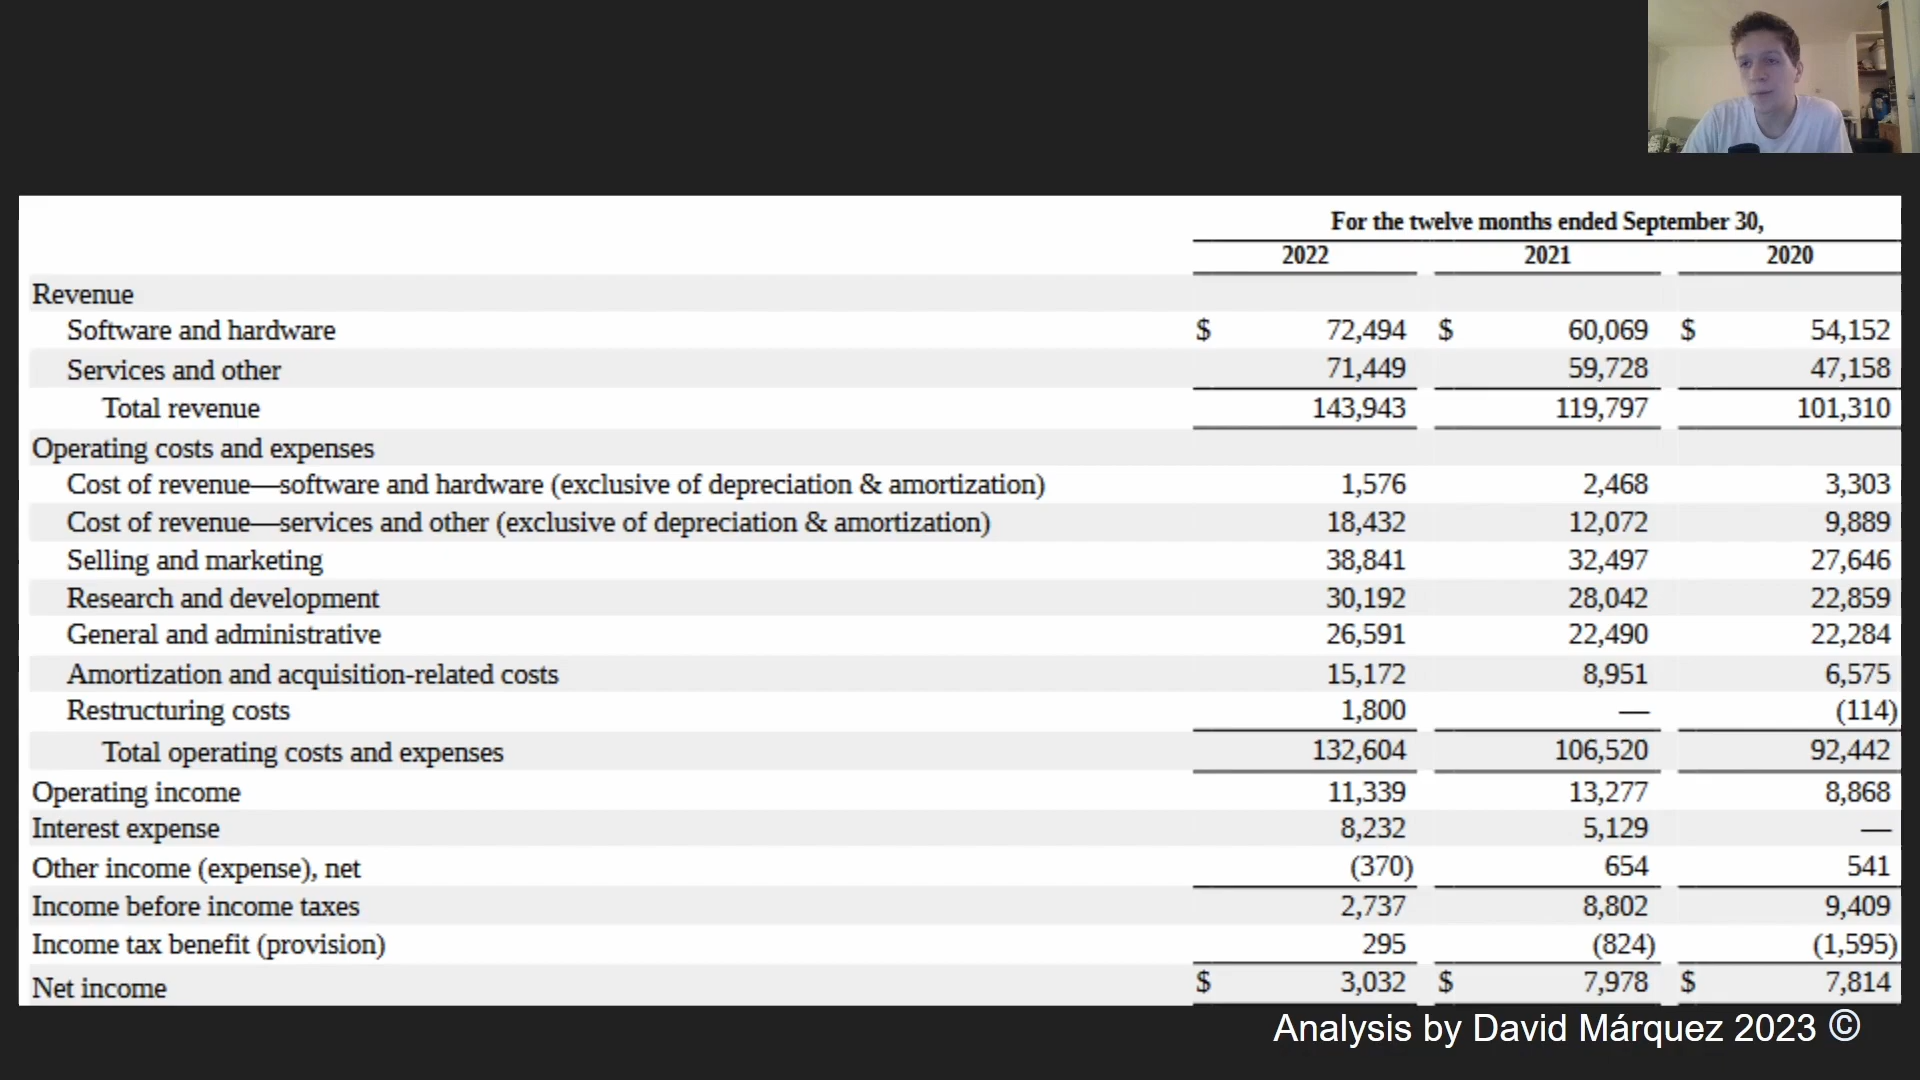 For the twelve months ended September 30,
2022 2021 2020
Revenue
Software and hardware $ 72,494 $ 60,069 $ 54,152
Services and other 71,449 59,728 47,158
Total revenue 143,943 119,797 101,310
Operating costs and expenses
Cost of revenue—software and hardware (exclusive of depreciation & amortization) 1,576 2,468 3,303
Cost of revenue—services and other (exclusive of depreciation & amortization) 18,432 12,072 9,889
Selling and marketing 38,841 32,497 27,646
Research and development 30,192 28,042 22,859
General and administrative 26,591 22,490 22,284
Amortization and acquisition-related costs 15,172 8,951 6,575
Restructuring costs 1,800 — (114)
Total operating costs and expenses 132,604 106,520 92,442
Operating income 11,339 13,277 8,868
Interest expense 8,232 5,129 —
Other income (expense), net (370) 654 541
Income before income taxes 2,737 8,802 9,409
Income tax benefit (provision) 295 (824) (1,595)
Net income $ 3,032 $ 7,978 $ 7,814
Analysis by David Márquez 2023 ©